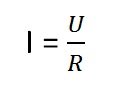 I = U/R